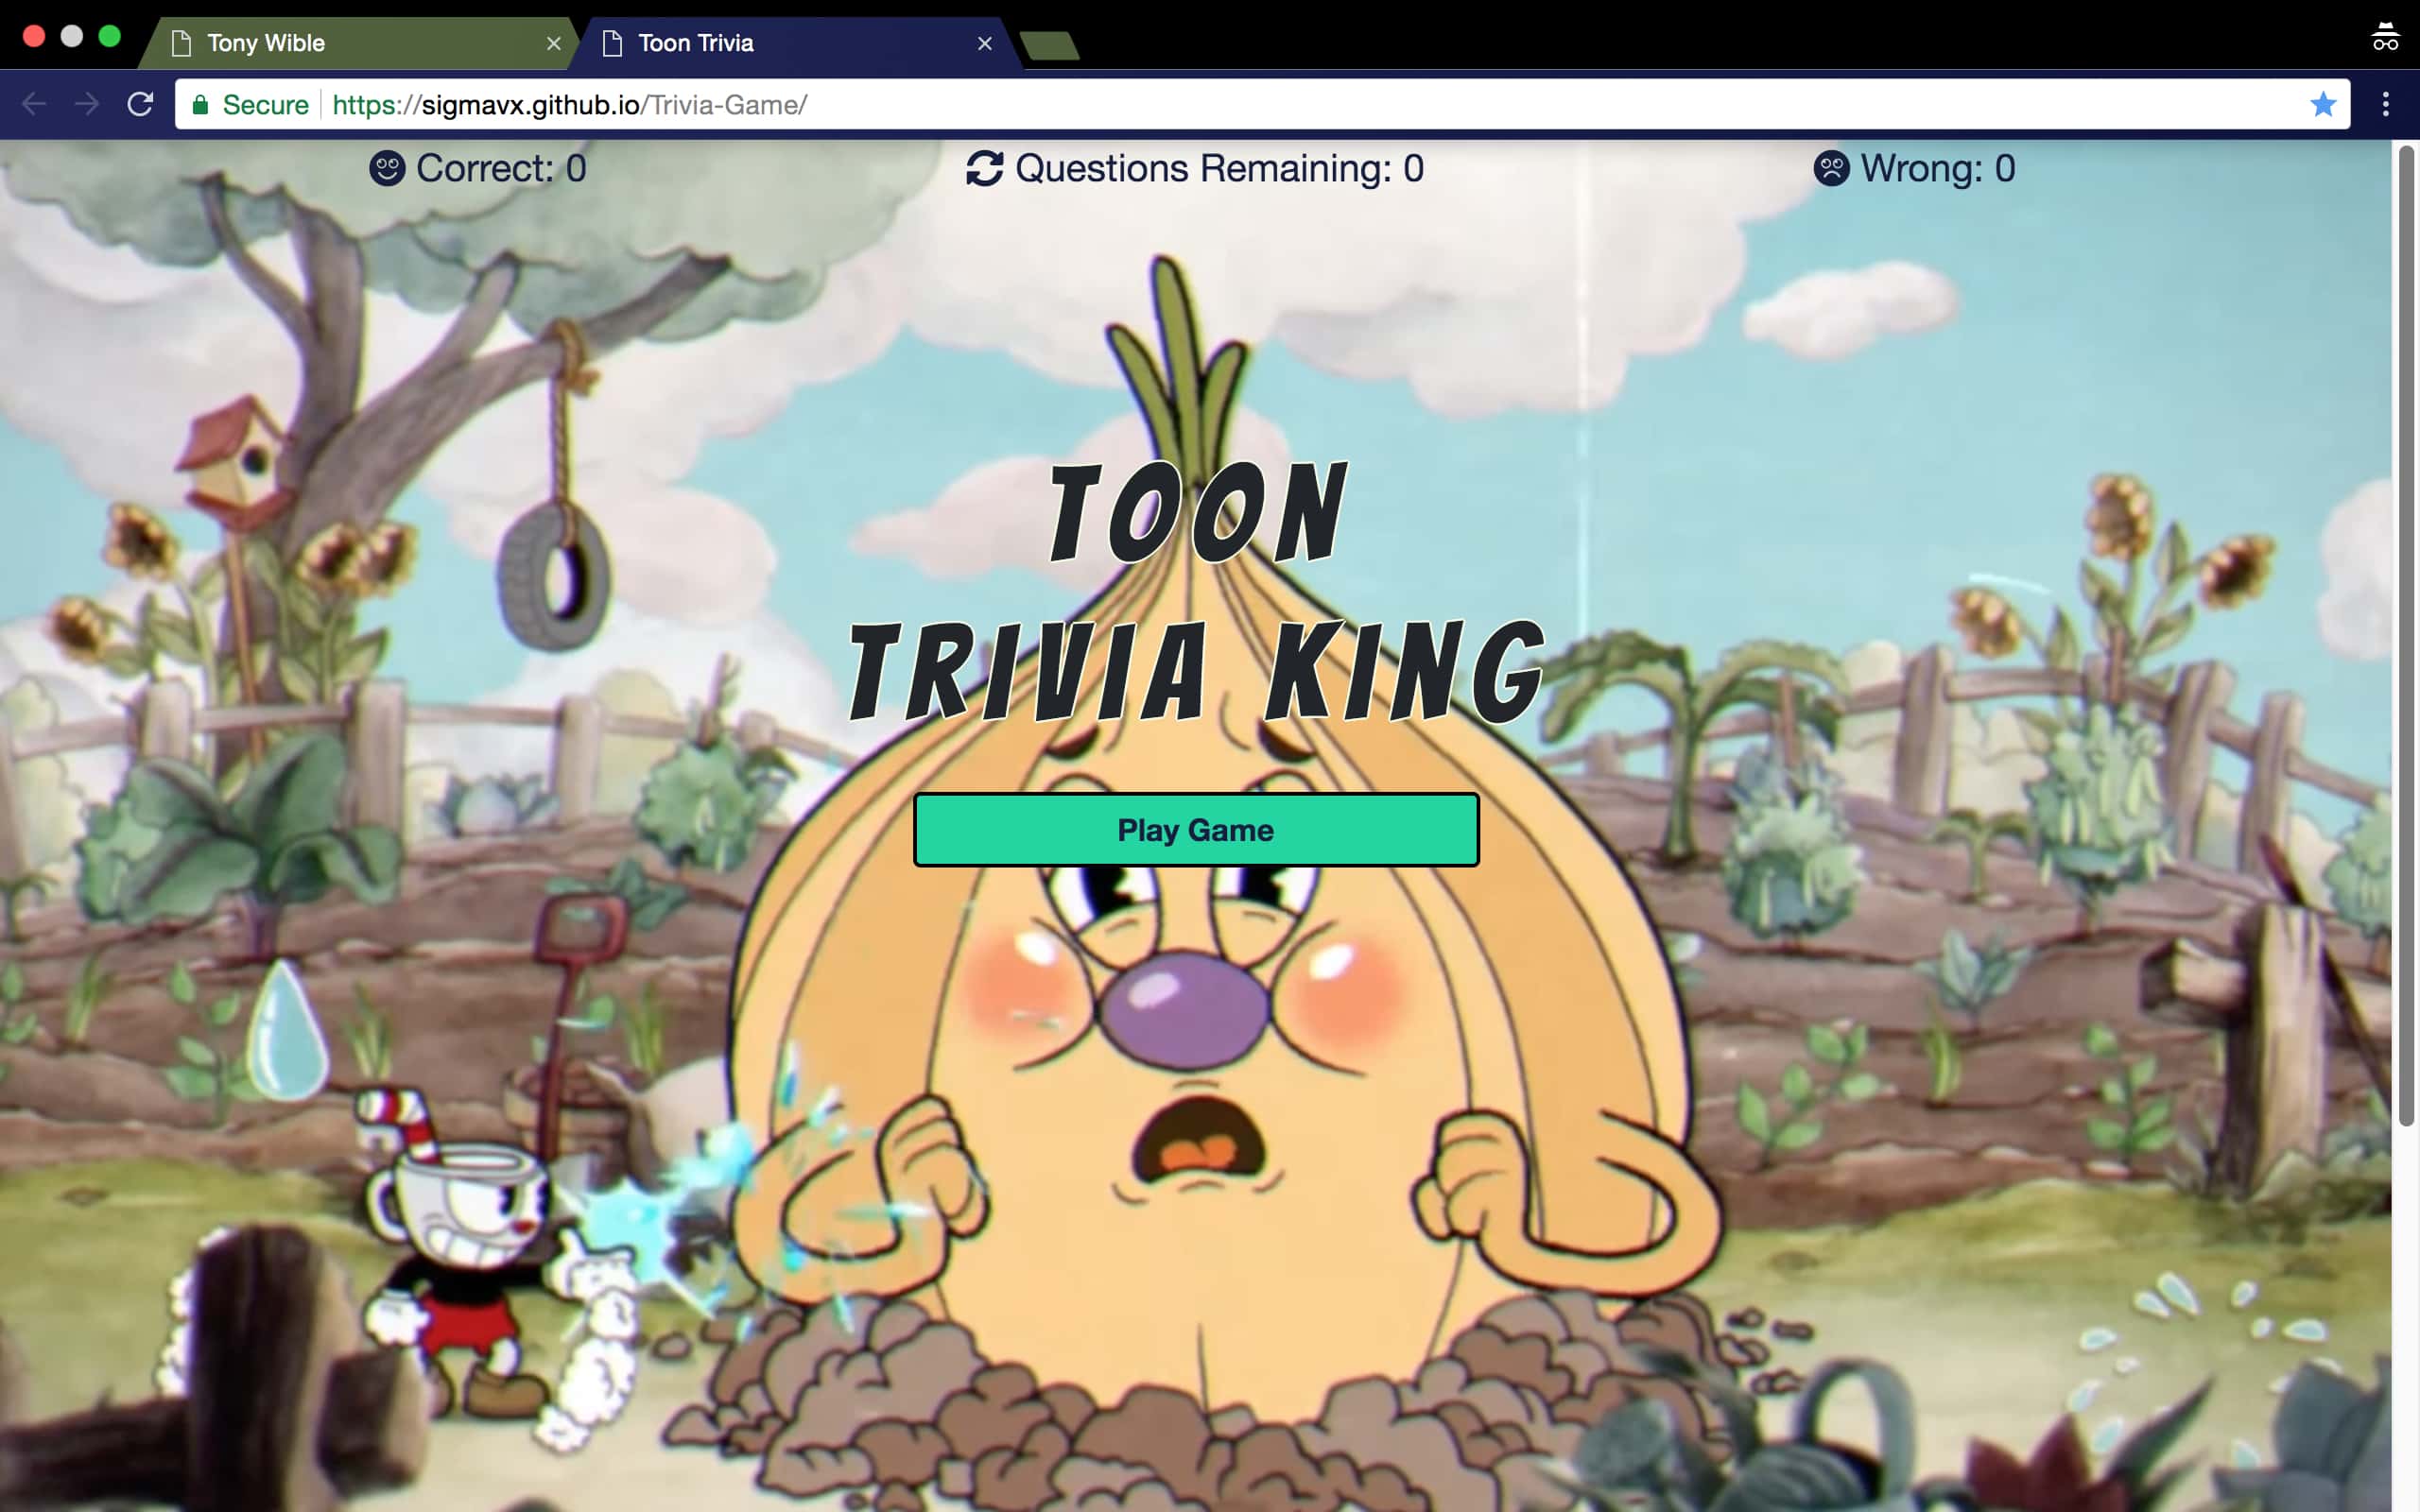 Tony Wible
Toon Trivia
Secure https://sigmavx.github.io/Trivia-Game/
Correct: 0
Questions Remaining: 0
Wrong: 0
TOON
TRIVIA KING
Play Game